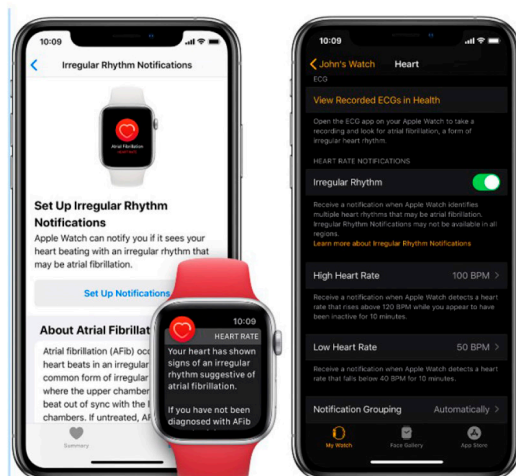 10:09
Irregular Rhythm Notifications
Atrial Fibrillation
Set Up Irregular Rhythm
Notifications
Apple Watch can notify you if it sees your
heart beating with an irregular rhythm that
may be atrial fibrillation.
Set Up Notifications
About Atrial Fibrillat
Atrial fibrillation (AFib) occ
heart beats in an irregular
common form of irregular
where the upper chamber
beat out of sync with the l
chambers. If untreated, AF
Summary
10:09
HEART RATE
Your heart has shown
signs of an irregular
rhythm suggestive of
atrial fibrillation.
If you have not been
diagnosed with AFib
10:09
John's Watch
Heart
ECG
View Recorded ECGs in Health
Open the ECG app on your Apple Watch to take a
recording and look for atrial fibrillation, a form of
irregular heart rhythm.
HEART RATE NOTIFICATIONS
Irregular Rhythm
Receive a notification when Apple Watch identifies
multiple heart rhythms that may be atrial fibrillation.
Irregular Rhythm Notifications may not be available in all
regions.
Learn more about Irregular Rhythm Notifications
High Heart Rate 100 BPM
Receive a notification when Apple Watch detects a heart
rate that rises above 120 BPM while you appear to have
been inactive for 10 minutes.
Low Heart Rate 50 BPM
Receive a notification when Apple Watch detects a heart
rate that falls below 40 BPM for 10 minutes.
Notification Grouping Automatically
My Watch
Face Gallery
App Store